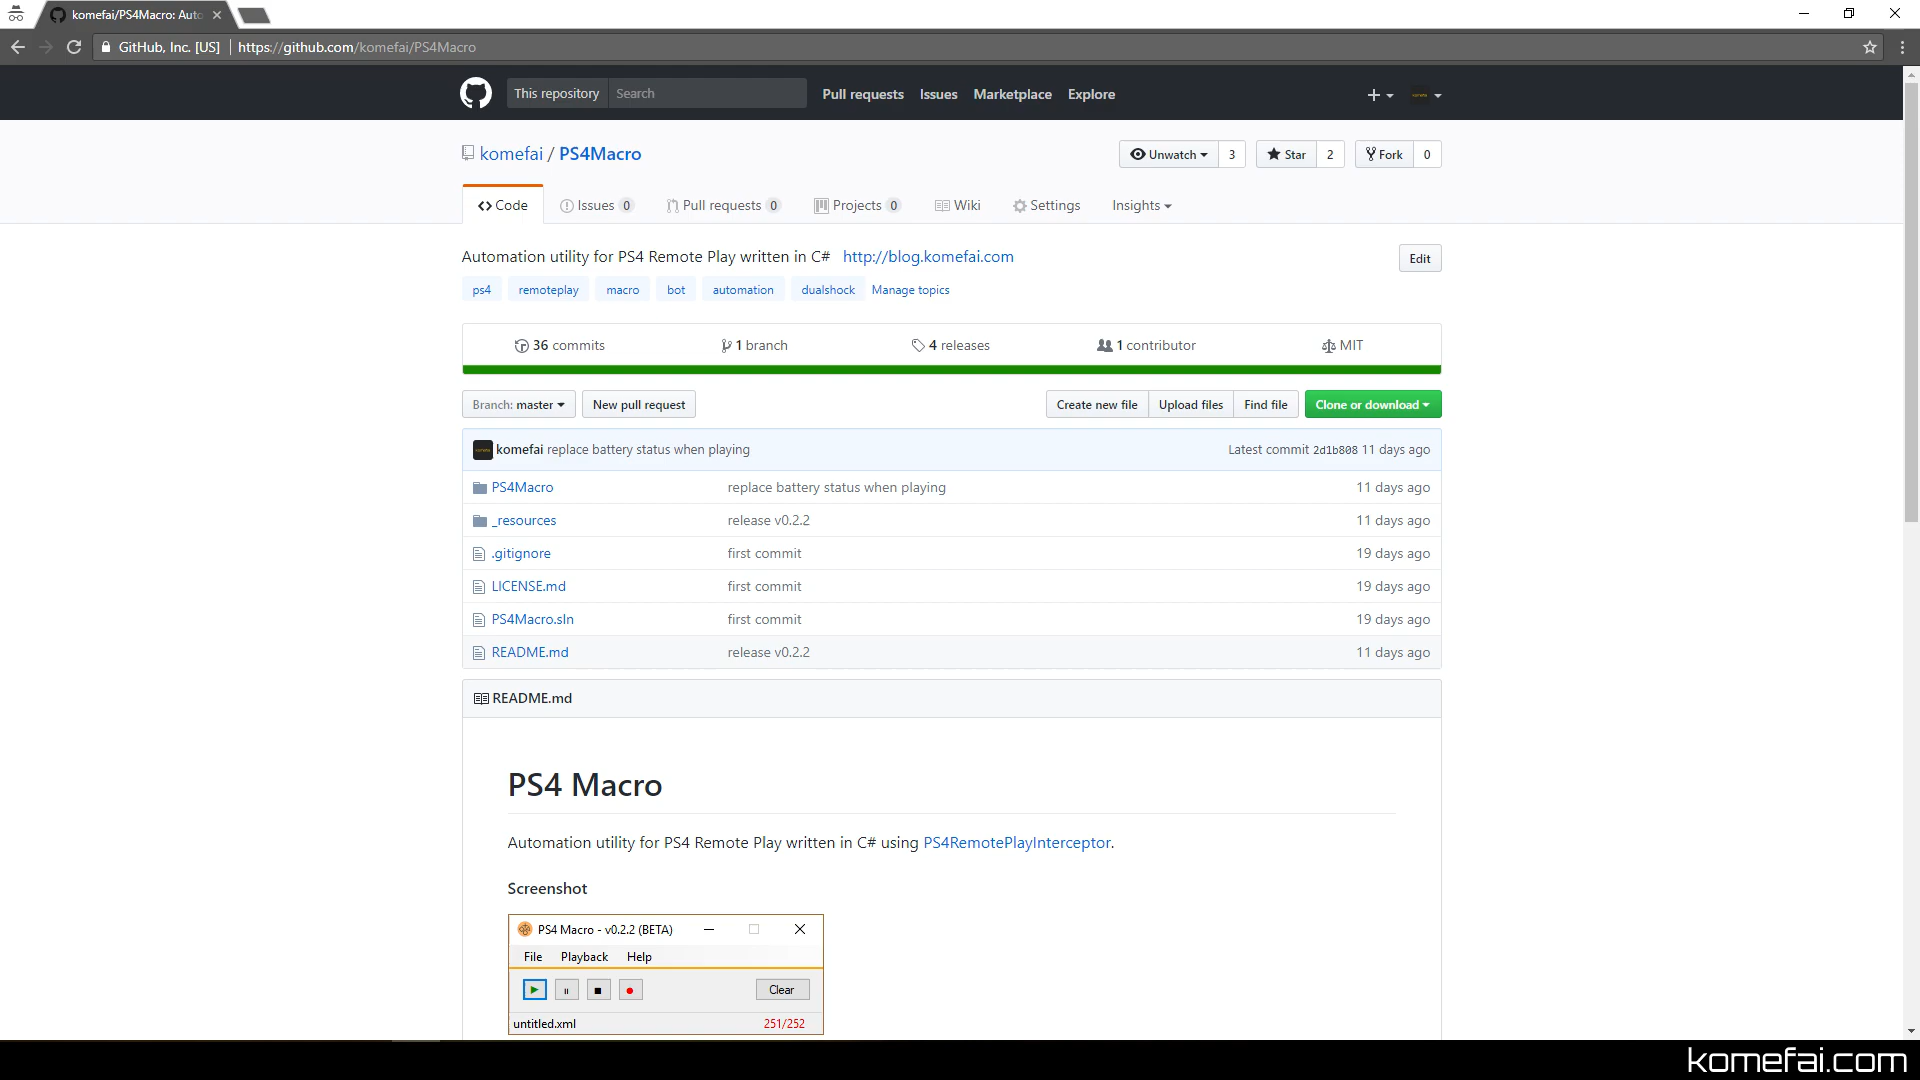 komefai/PS4Macro: Auto
GitHub, Inc. [US] https://github.com/komefai/PS4Macro
This repository Search Pull requests Issues Marketplace Explore
komefai / PS4Macro Unwatch 3 Star 2 Fork 0
Code Issues 0 Pull requests 0 Projects 0 Wiki Settings Insights
Automation utility for PS4 Remote Play written in C# http://blog.komefai.com Edit
ps4 remoteplay macro bot automation dualshock Manage topics
36 commits 1 branch 4 releases 1 contributor MIT
Branch: master New pull request Create new file Upload files Find file Clone or download
komefai replace battery status when playing Latest commit 2d1b808 11 days ago
PS4Macro replace battery status when playing 11 days ago
_resources release v0.2.2 11 days ago
.gitignore first commit 19 days ago
LICENSE.md first commit 19 days ago
PS4Macro.sln first commit 19 days ago
README.md release v0.2.2 11 days ago
README.md
PS4 Macro
Automation utility for PS4 Remote Play written in C# using PS4RemotePlayInterceptor.
Screenshot
PS4 Macro - v0.2.2 (BETA)
File Playback Help
Clear
untitled.xml 251/252
komefai.com